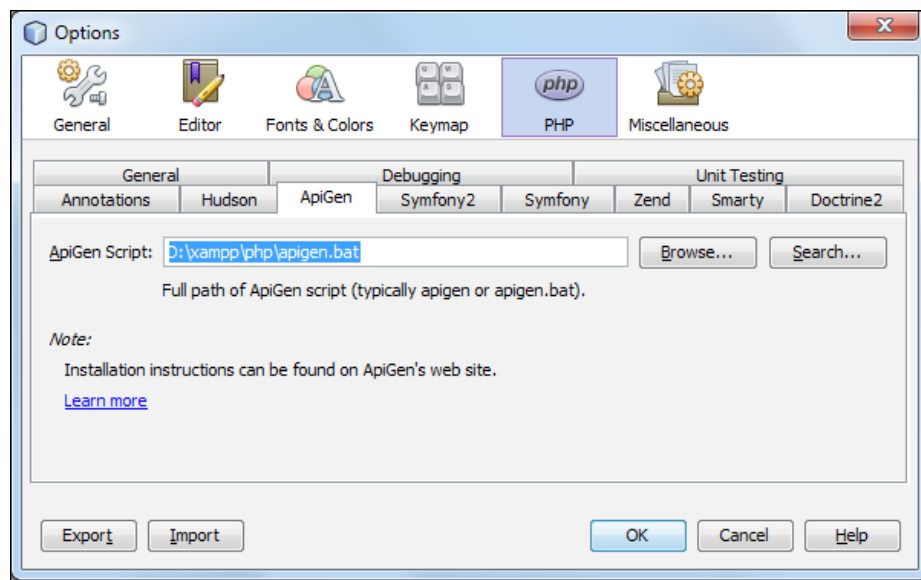 Options
php
General Editor Fonts & Colors Keymap PHP Miscellaneous
General Debugging Unit Testing
Annotations Hudson ApiGen Symfony2 Symfony Zend Smarty Doctrine2
ApiGen Script: D:\xampp\php\apigen.bat Browse... Search...
Full path of ApiGen script (typically apigen or apigen.bat).
Note:
Installation instructions can be found on ApiGen's web site.
Learn more
Export Import OK Cancel Help